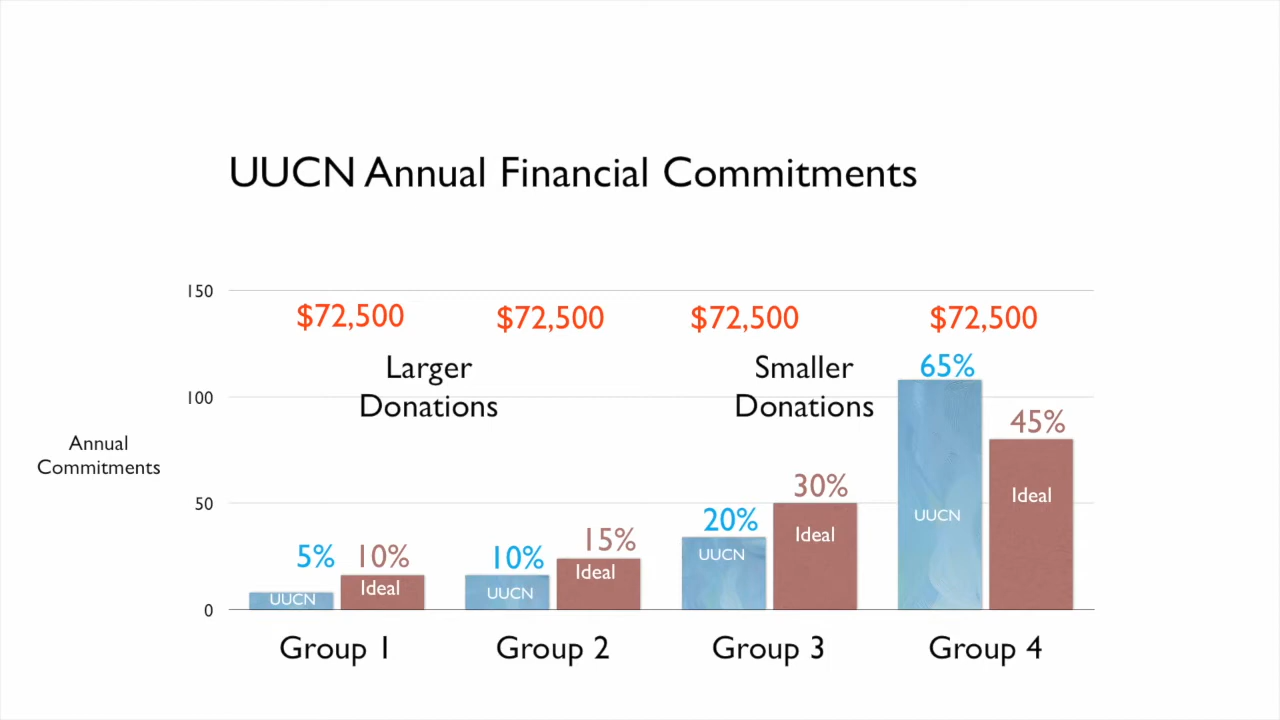 UUCN Annual Financial Commitments
150
$72,500
$72,500
$72,500
$72,500
Larger
Donations
Smaller
Donations
65%
100
45%
Annual
Commitments
Ideal
UUCN
30%
50
20%
Ideal
UUCN
15%
Ideal
10%
UUCN
5%
10%
Ideal
UUCN
0
Group 1
Group 2
Group 3
Group 4